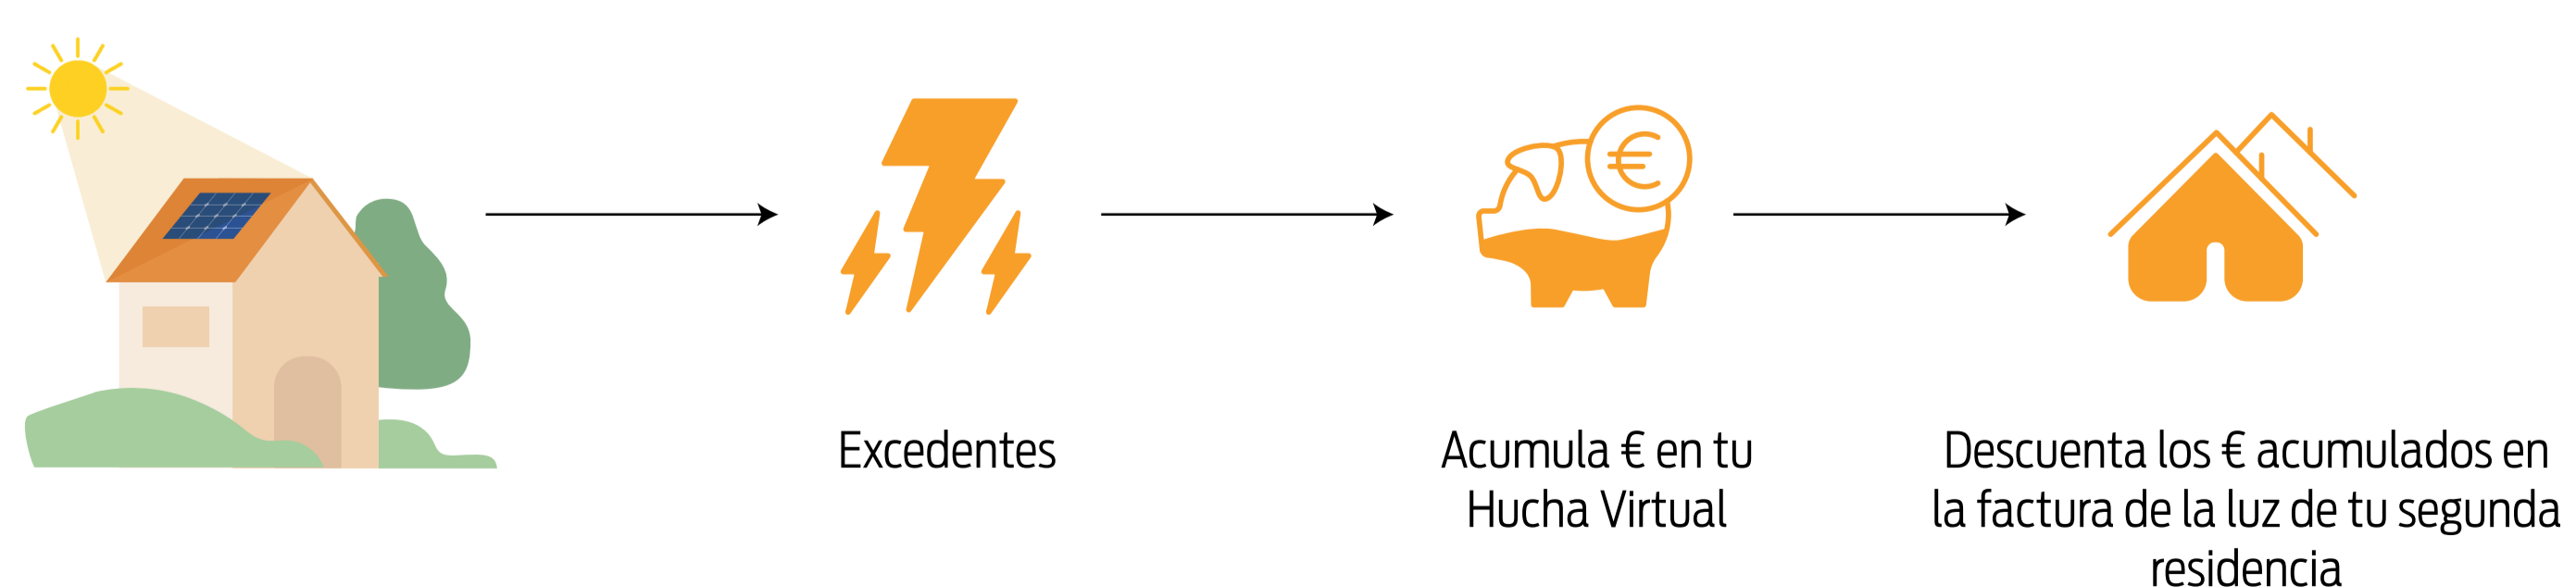 Excedentes
Acumula € en tu
Hucha Virtual
Descuenta los € acumulados en
la factura de la luz de tu segunda
residencia